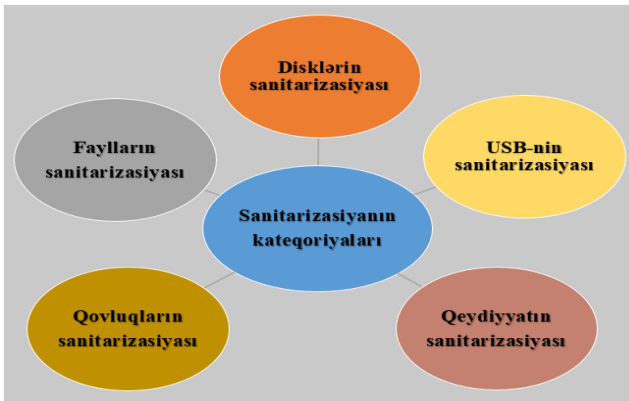 Disklərin
sanitarizasiyası
Faylların
sanitarizasiyası
USB-nin
sanitarizasiyası
Sanitarizasiyanın
kateqoriyaları
Qovluqların
sanitarizasiyası
Qeydiyyatın
sanitarizasiyası